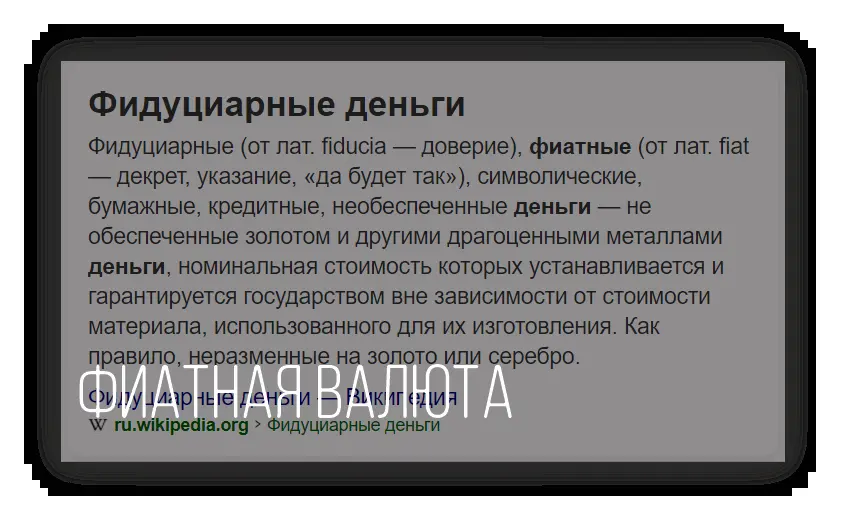 Фидуциарные деньги
Фидуциарные (от лат. fiducia — доверие), фиатные (от лат. fiat
— декрет, указание, «да будет так»), символические,
бумажные, кредитные, необеспеченные деньги — не
обеспеченные золотом и другими драгоценными металлами
деньги, номинальная стоимость которых устанавливается и
гарантируется государством вне зависимости от стоимости
материала, использованного для их изготовления. Как
правило, неразменные на золото или серебро.
ФИАТНАЯ ВАЛЮТА
Фидуциарные деньги — Википедия
W ru.wikipedia.org › Фидуциарные деньги